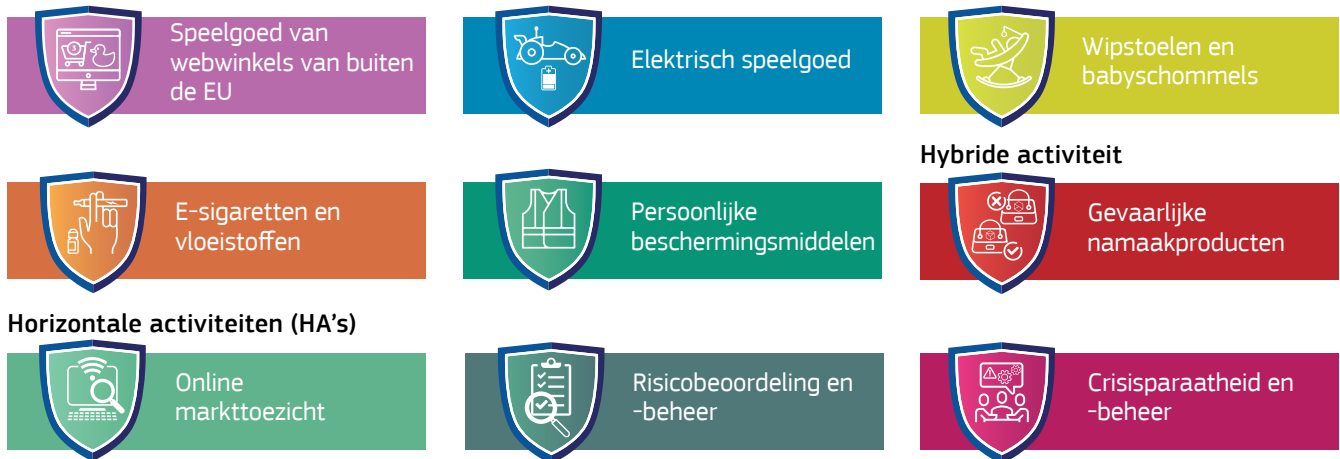 Speelgoed van
webwinkels van buiten
de EU
Elektrisch speelgoed
Wipstoelen en
babyschommels
Hybride activiteit
E-sigaretten en
vloeistoffen
Persoonlijke
beschermingsmiddelen
Gevaarlijke
namaakproducten
Horizontale activiteiten (HA’s)
Online
markttoezicht
Risicobeoordeling en
-beheer
Crisisparaatheid en
-beheer